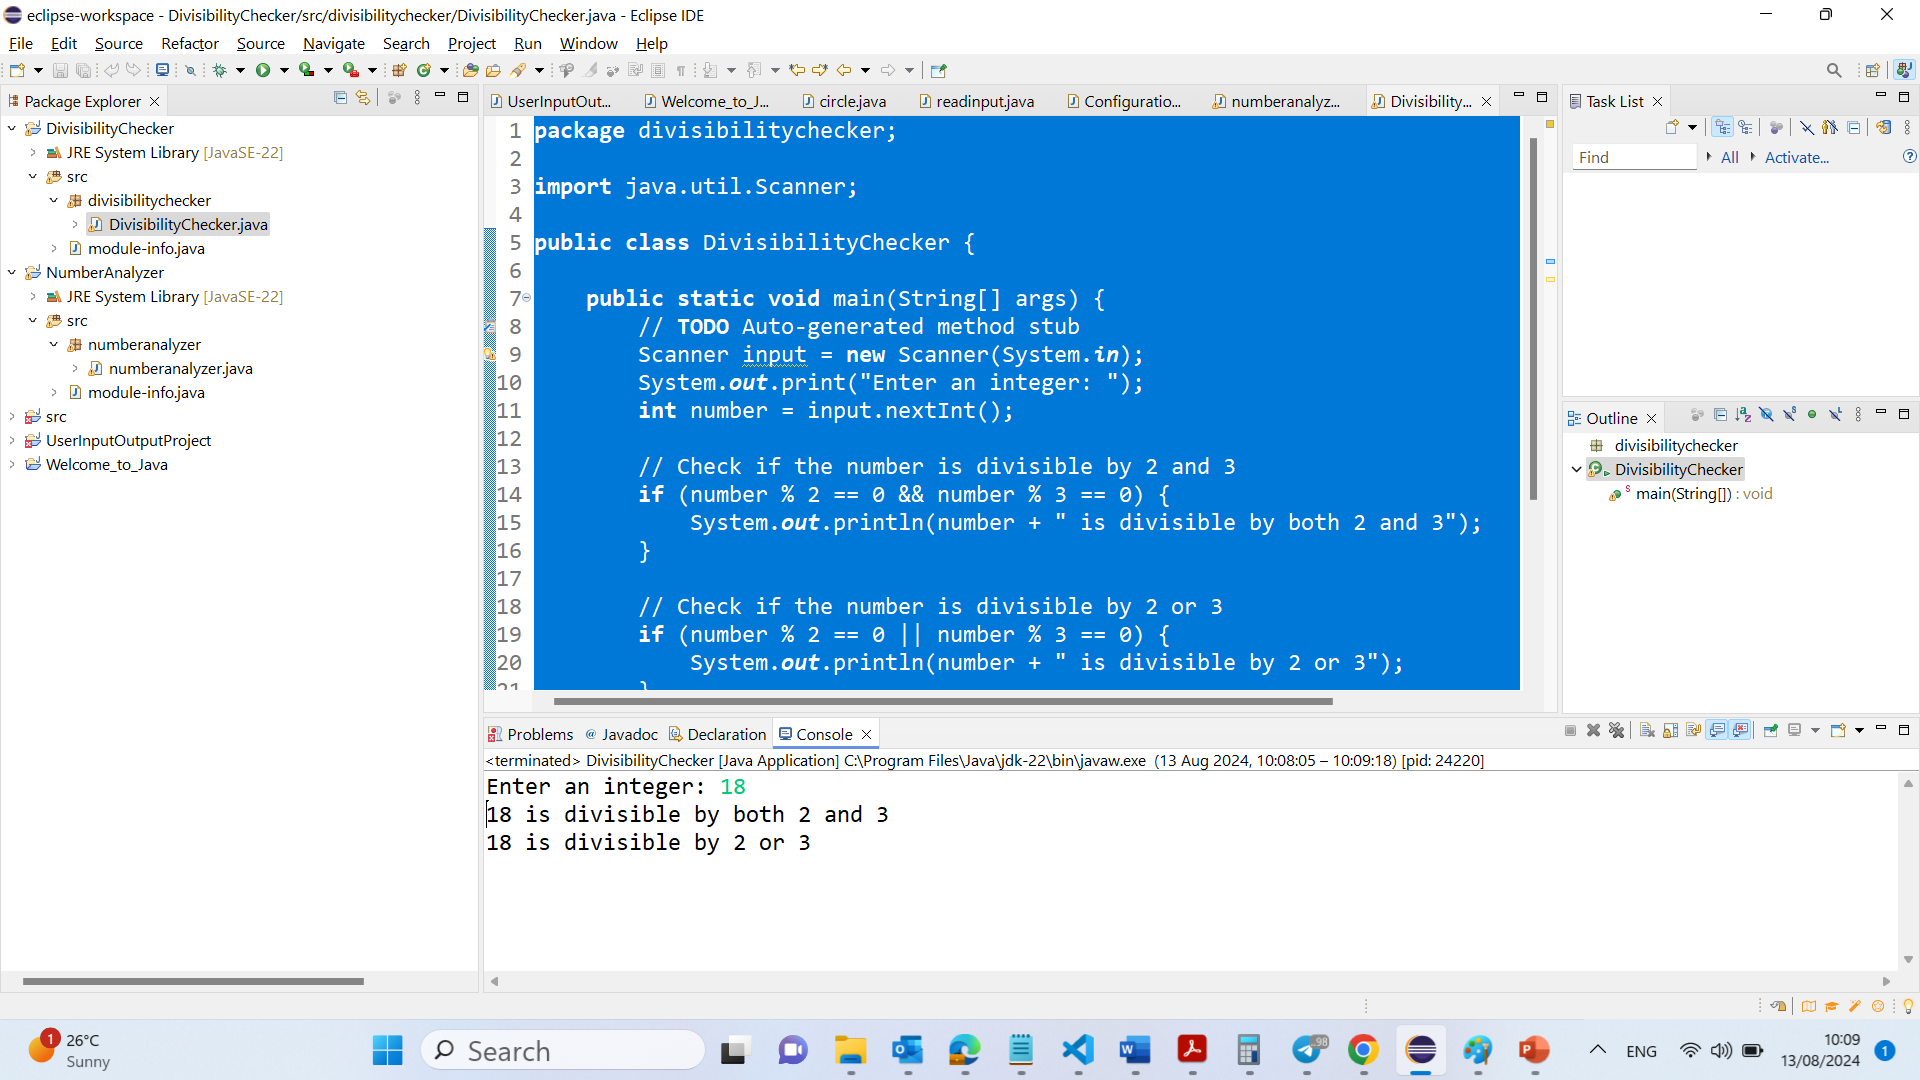 eclipse-workspace - DivisibilityChecker/src/divisibilitychecker/DivisibilityChecker.java - Eclipse IDE
File Edit Source Refactor Source Navigate Search Project Run Window Help
Package Explorer
DivisibilityChecker
JRE System Library [JavaSE-22]
src
divisibilitychecker
DivisibilityChecker.java
module-info.java
NumberAnalyzer
JRE System Library [JavaSE-22]
src
numberanalyzer
numberanalyzer.java
module-info.java
src
UserInputOutputProject
Welcome_to_Java
UserInputOut... Welcome_to_J... circle.java readinput.java Configuratio... numberanalyz... Divisibility...
1 package divisibilitychecker;
2
3 import java.util.Scanner;
4
5 public class DivisibilityChecker {
6
7 public static void main(String[] args) {
8 // TODO Auto-generated method stub
9 Scanner input = new Scanner(System.in);
10 System.out.print("Enter an integer: ");
11 int number = input.nextInt();
12
13 // Check if the number is divisible by 2 and 3
14 if (number % 2 == 0 && number % 3 == 0) {
15 System.out.println(number + " is divisible by both 2 and 3");
16 }
17
18 // Check if the number is divisible by 2 or 3
19 if (number % 2 == 0 || number % 3 == 0) {
20 System.out.println(number + " is divisible by 2 or 3");
21 }
Task List
Find All Activate...
Outline
divisibilitychecker
DivisibilityChecker
main(String[]) : void
Problems @ Javadoc Declaration Console
<terminated> DivisibilityChecker [Java Application] C:\Program Files\Java\jdk-22\bin\javaw.exe (13 Aug 2024, 10:08:05 – 10:09:18) [pid: 24220]
Enter an integer: 18
18 is divisible by both 2 and 3
18 is divisible by 2 or 3
1
26°C
Sunny
Search
98
ENG
10:09
13/08/2024
1